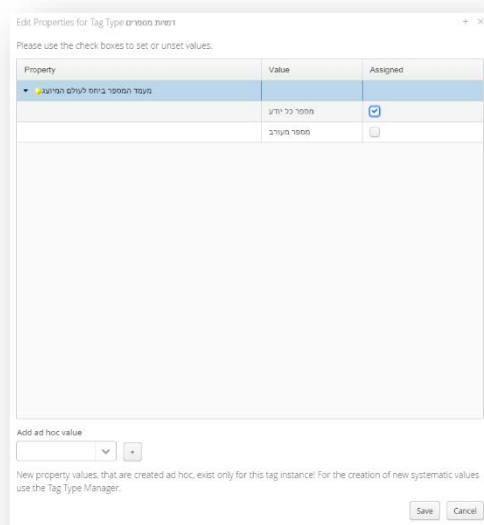 Edit Properties for Tag Type דמויות מספרים
Please use the check boxes to set or unset values.
Property Value Assigned
מעמד המספר ביחס לעולם המיוצג
מספר כל יודע
מספר מעורב
Add ad hoc value
+
New property values, that are created ad hoc, exist only for this tag instance! For the creation of new systematic values
use the Tag Type Manager.
Save Cancel